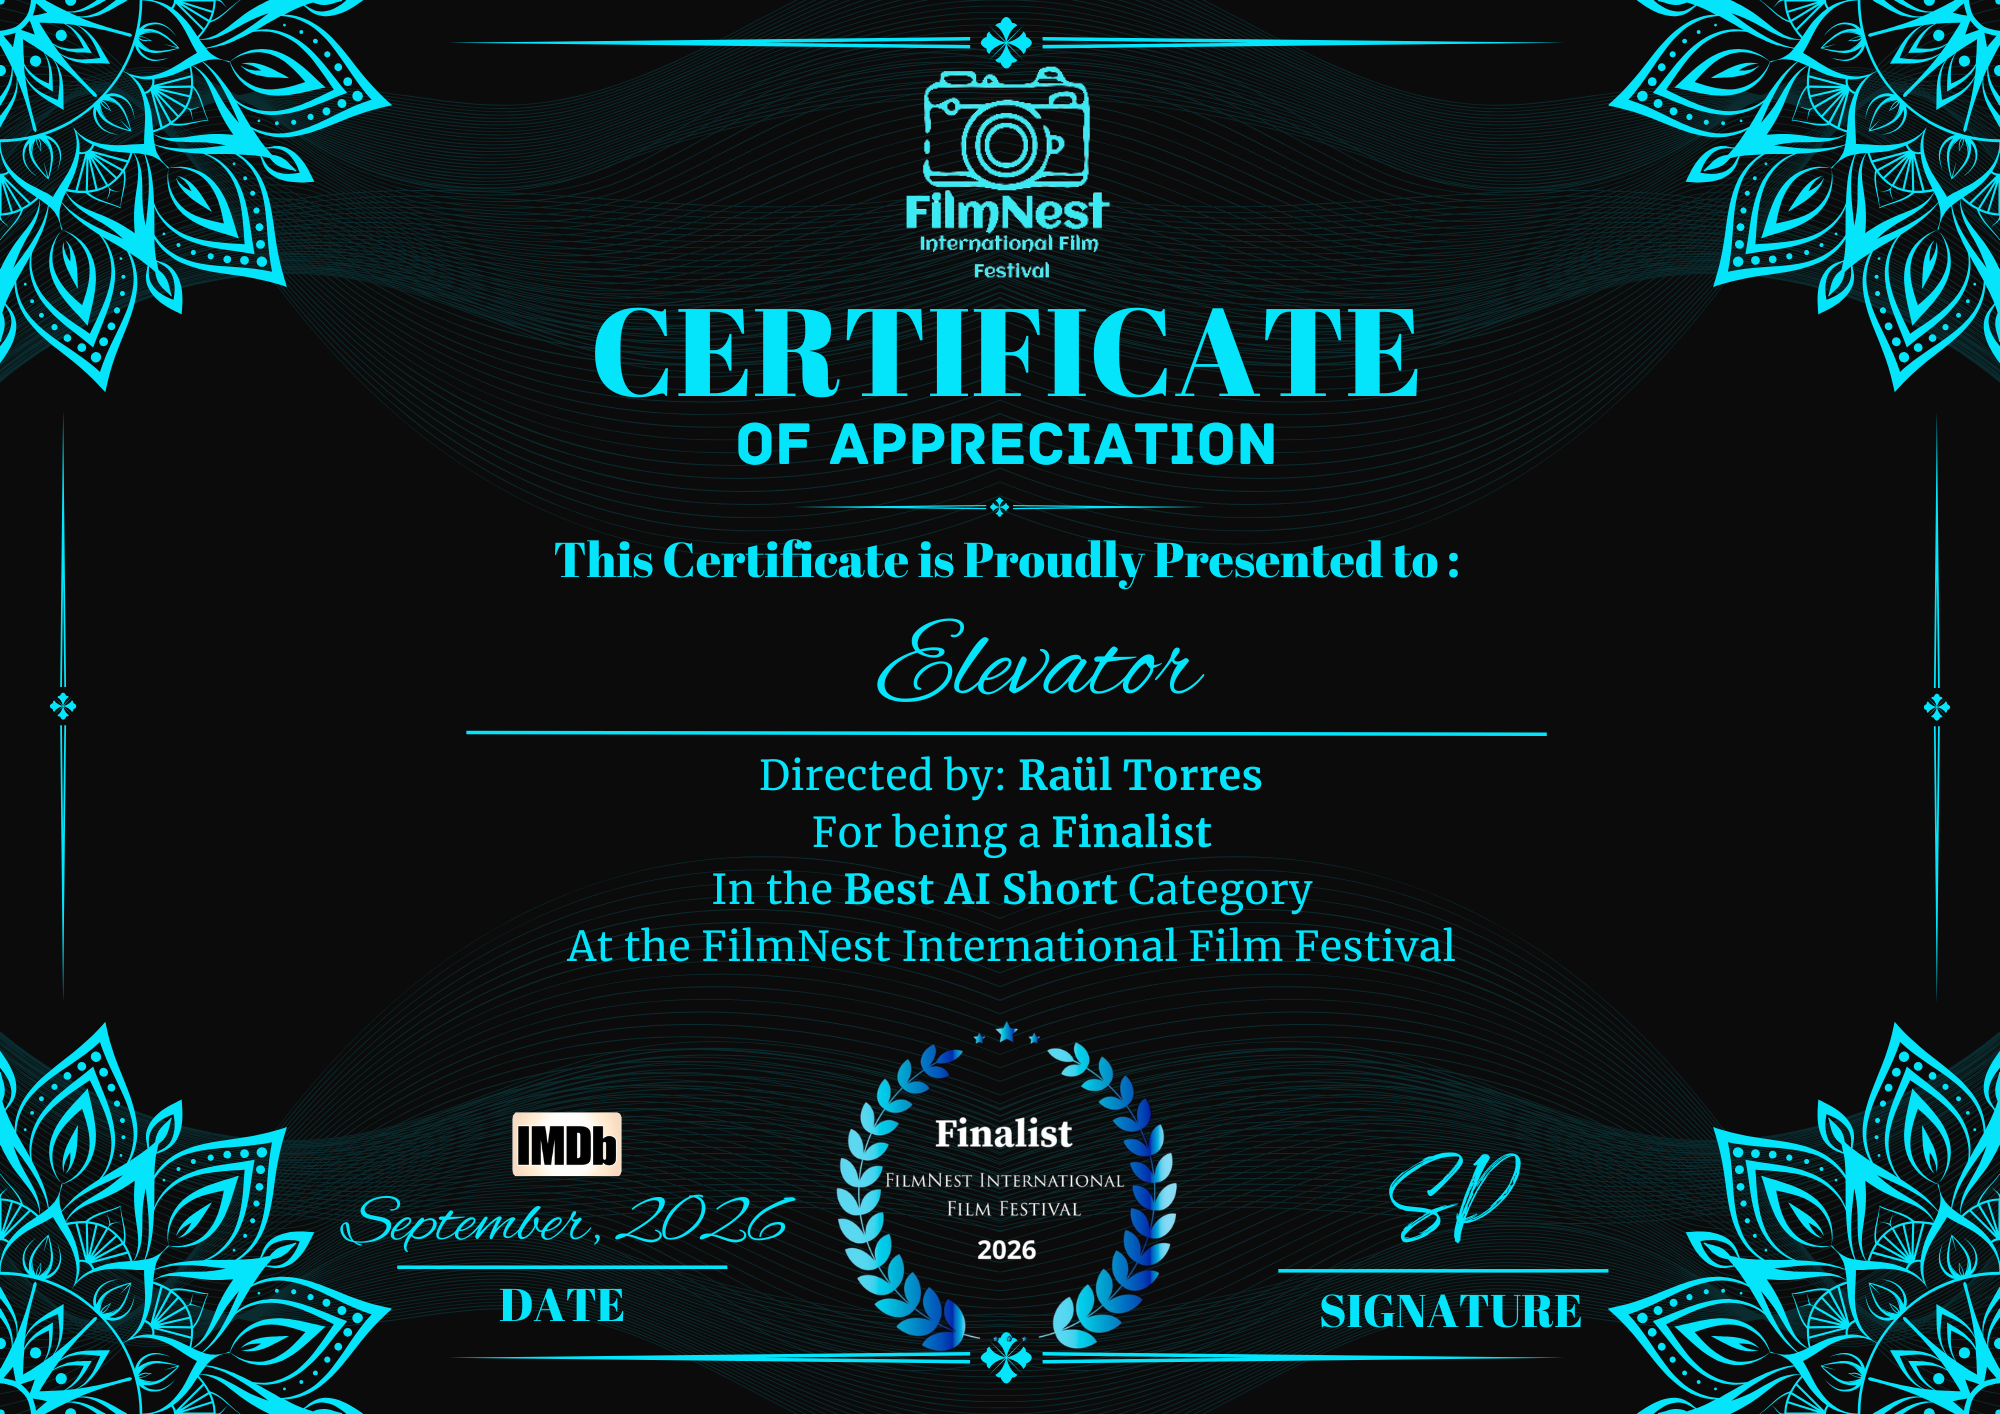 FilmNest
International Film
Festival
CERTIFICATE
OF APPRECIATION
This Certificate is Proudly Presented to :
Elevator
Directed by: Raül Torres
For being a Finalist
In the Best AI Short Category
At the FilmNest International Film Festival
IMDb
September, 2026
DATE
Finalist
FilmNest International
Film Festival
2026
SP
SIGNATURE